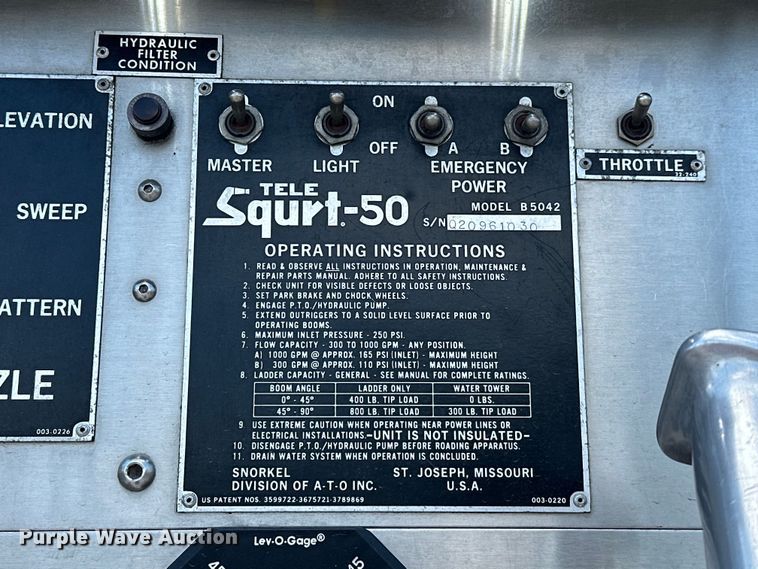 HYDRAULIC
FILTER
CONDITION
LEVATION
SWEEP
ATTERN
ZLE
003-0226
ON
OFF A B
MASTER LIGHT EMERGENCY
POWER
THROTTLE
22-240
TELE
Squrt-50
MODEL B5042
S/N Q20961030
OPERATING INSTRUCTIONS
1. READ & OBSERVE ALL INSTRUCTIONS IN OPERATION, MAINTENANCE &
REPAIR PARTS MANUAL. ADHERE TO ALL SAFETY INSTRUCTIONS.
2. CHECK UNIT FOR VISIBLE DEFECTS OR LOOSE OBJECTS.
3. SET PARK BRAKE AND CHOCK WHEELS.
4. ENGAGE P.T.O./HYDRAULIC PUMP.
5. EXTEND OUTRIGGERS TO A SOLID LEVEL SURFACE PRIOR TO
OPERATING BOOMS.
6. MAXIMUM INLET PRESSURE - 250 PSI.
7. FLOW CAPACITY - 300 TO 1000 GPM - ANY POSITION.
A) 1000 GPM @ APPROX. 165 PSI (INLET) - MAXIMUM HEIGHT
B) 300 GPM @ APPROX. 110 PSI (INLET) - MAXIMUM HEIGHT
8. LADDER CAPACITY - GENERAL - SEE MANUAL FOR COMPLETE RATINGS.
BOOM ANGLE LADDER ONLY WATER TOWER
0° - 45° 400 LB. TIP LOAD 0 LBS.
45° - 90° 800 LB. TIP LOAD 300 LB. TIP LOAD
9 USE EXTREME CAUTION WHEN OPERATING NEAR POWER LINES OR
ELECTRICAL INSTALLATIONS.-UNIT IS NOT INSULATED-
10. DISENGAGE P.T.O./HYDRAULIC PUMP BEFORE ROADING APPARATUS.
11. DRAIN WATER SYSTEM WHEN OPERATION IS CONCLUDED.
SNORKEL ST. JOSEPH, MISSOURI
DIVISION OF A-T-O INC. U.S.A.
US PATENT NOS. 3599722-3675721-3789869 003-0220
Purple Wave Auction
Lev-O-Gage®
45 45